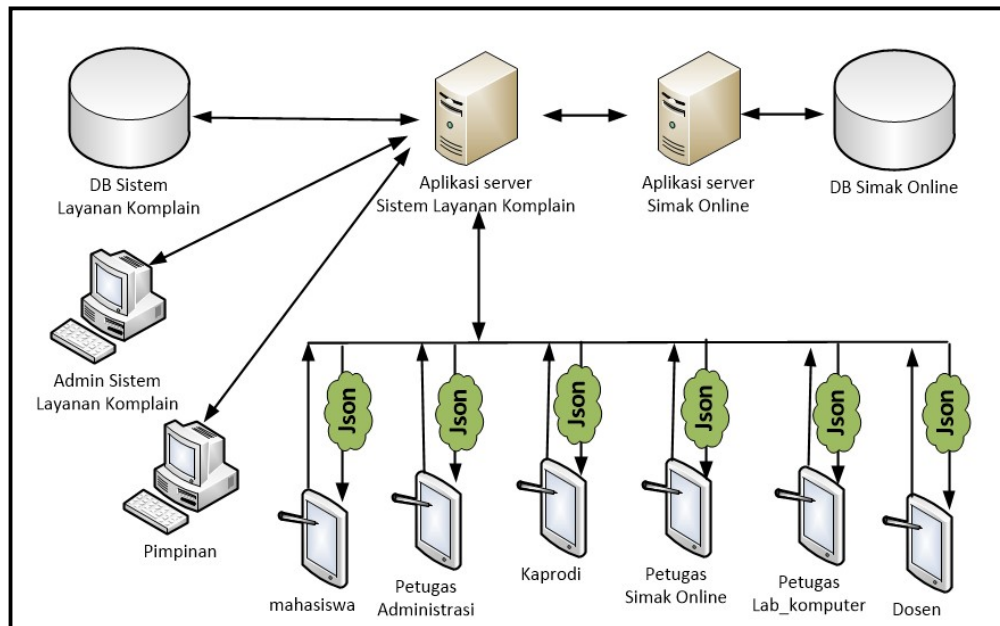 DB Sistem
Layanan Komplain
Aplikasi server
Sistem Layanan Komplain
Aplikasi server
Simak Online
DB Simak Online
Admin Sistem
Layanan Komplain
Pimpinan
Json
Json
Json
Json
Json
Json
mahasiswa
Petugas
Administrasi
Kaprodi
Petugas
Simak Online
Petugas
Lab_komputer
Dosen